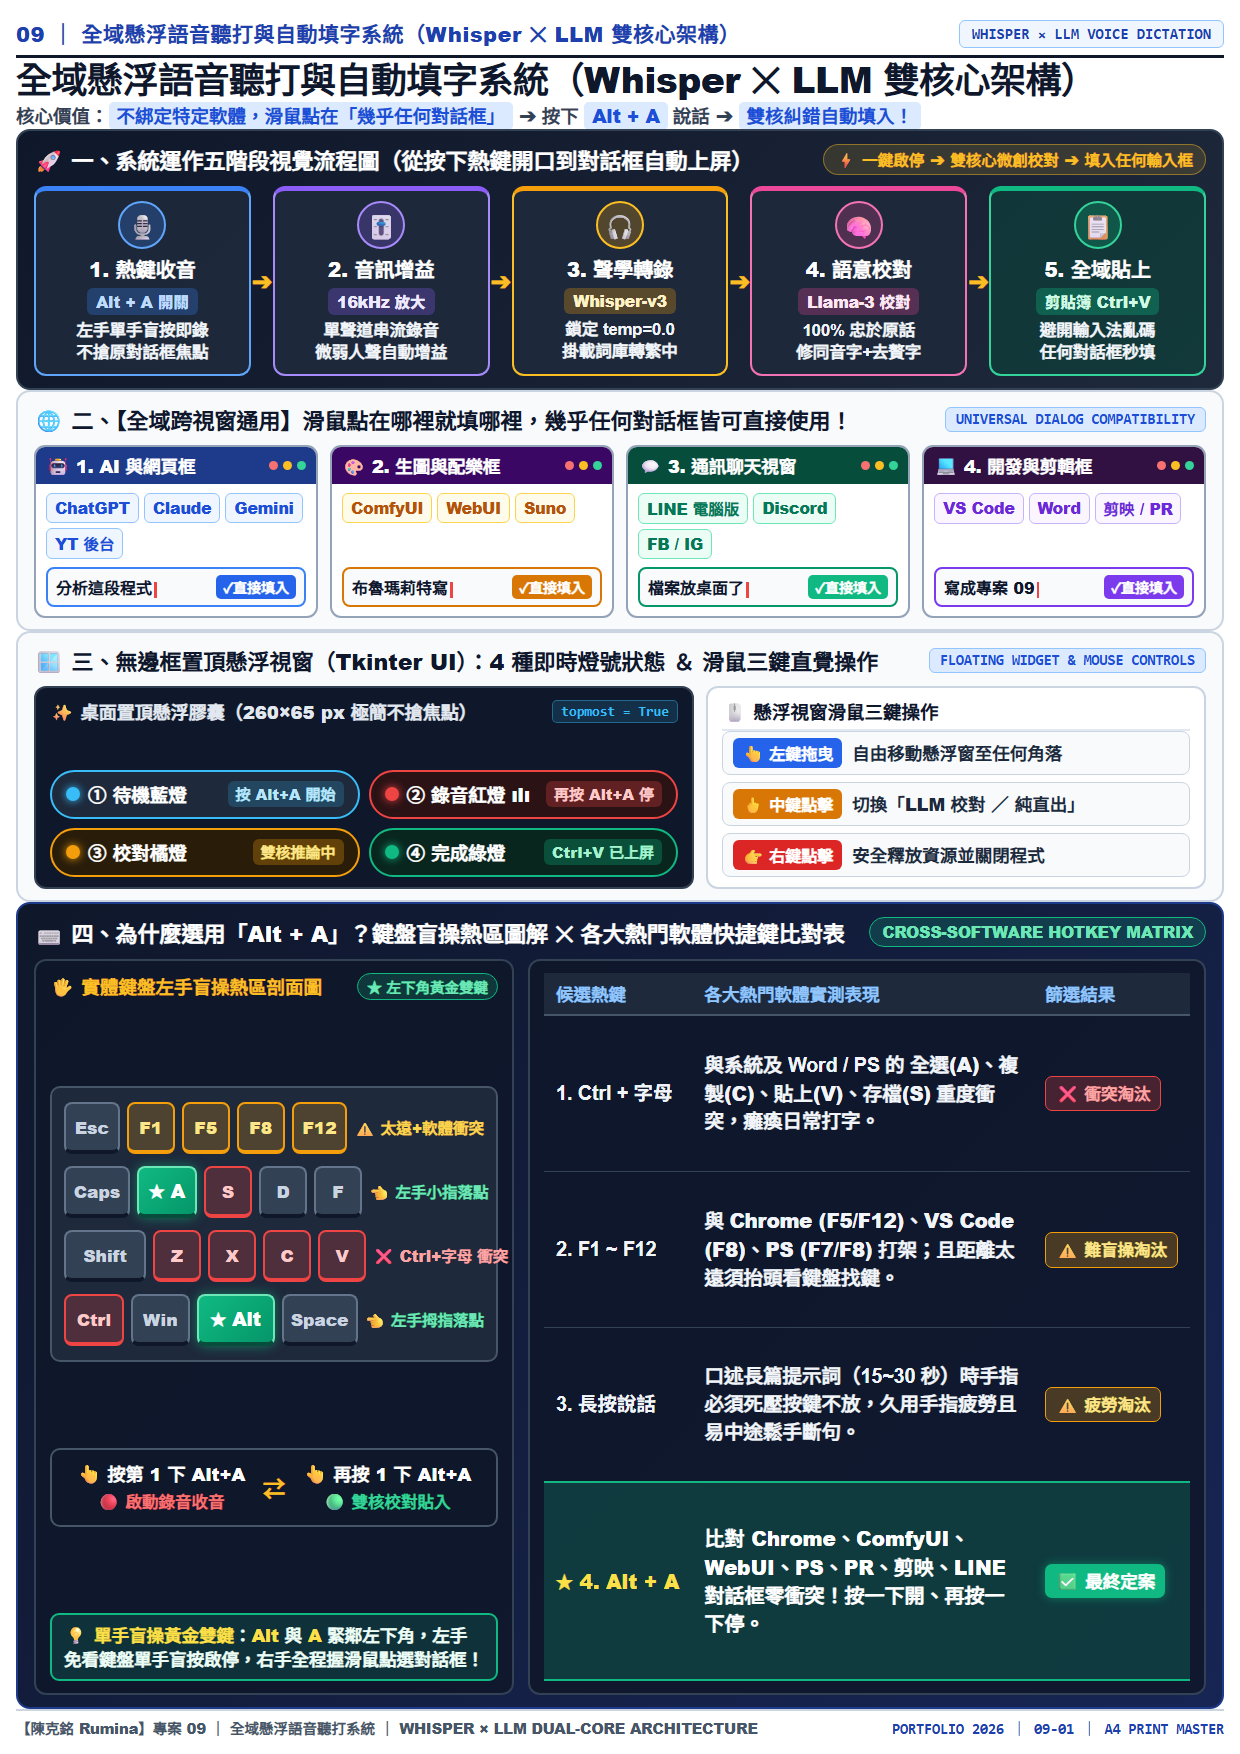 09 ｜ 全域懸浮語音聽打與自動填字系統（Whisper ✕ LLM 雙核心架構）
WHISPER × LLM VOICE DICTATION
全域懸浮語音聽打與自動填字系統（Whisper ✕ LLM 雙核心架構）
核心價值： 不綁定特定軟體，滑鼠點在「幾乎任何對話框」 ➔ 按下 Alt + A 說話 ➔ 雙核糾錯自動填入！
🚀 一、系統運作五階段視覺流程圖（從按下熱鍵開口到對話框自動上屏）
⚡ 一鍵啟停 ➔ 雙核心微創校對 ➔ 填入任何輸入框
1. 熱鍵收音
Alt + A 開關
左手單手盲按即錄
不搶原對話框焦點
➔
2. 音訊增益
16kHz 放大
單聲道串流錄音
微弱人聲自動增益
➔
3. 聲學轉錄
Whisper-v3
鎖定 temp=0.0
掛載詞庫轉繁中
➔
4. 語意校對
Llama-3 校對
100% 忠於原話
修同音字+去贅字
➔
5. 全域貼上
剪貼簿 Ctrl+V
避開輸入法亂碼
任何對話框秒填
🌐 二、【全域跨視窗通用】滑鼠點在哪裡就填哪裡，幾乎任何對話框皆可直接使用！
UNIVERSAL DIALOG COMPATIBILITY
🤖 1. AI 與網頁框
ChatGPT Claude Gemini
YT 後台
分析這段程式| ✓直接填入
🎨 2. 生圖與配樂框
ComfyUI WebUI Suno
布魯瑪莉特寫| ✓直接填入
💬 3. 通訊聊天視窗
LINE 電腦版 Discord
FB / IG
檔案放桌面了| ✓直接填入
💻 4. 開發與剪輯框
VS Code Word 剪映 / PR
寫成專案 09| ✓直接填入
🪟 三、無邊框置頂懸浮視窗（Tkinter UI）：4 種即時燈號狀態 & 滑鼠三鍵直覺操作
FLOATING WIDGET & MOUSE CONTROLS
✨ 桌面置頂懸浮膠囊（260×65 px 極簡不搶焦點）
topmost = True
① 待機藍燈 按 Alt+A 開始
② 錄音紅燈 ılı 再按 Alt+A 停
③ 校對橘燈 雙核推論中
④ 完成綠燈 Ctrl+V 已上屏
🖱️ 懸浮視窗滑鼠三鍵操作
👆 左鍵拖曳 自由移動懸浮窗至任何角落
👆 中鍵點擊 切換「LLM 校對 ／ 純直出」
👉 右鍵點擊 安全釋放資源並關閉程式
⌨️ 四、為什麼選用「Alt + A」？鍵盤盲操熱區圖解 ✕ 各大熱門軟體快捷鍵比對表
CROSS-SOFTWARE HOTKEY MATRIX
🖐️ 實體鍵盤左手盲操熱區剖面圖
★ 左下角黃金雙鍵
Esc F1 F5 F8 F12 ⚠️ 太遠+軟體衝突
Caps ★ A S D F 👈 左手小指落點
Shift Z X C V ❌ Ctrl+字母 衝突
Ctrl Win ★ Alt Space 👈 左手拇指落點
👆 按第 1 下 Alt+A
🔴 啟動錄音收音
⇄
👆 再按 1 下 Alt+A
🟢 雙核校對貼入
💡 單手盲操黃金雙鍵：Alt 與 A 緊鄰左下角，左手
免看鍵盤單手盲按啟停，右手全程握滑鼠點選對話框！
候選熱鍵 各大熱門軟體實測表現 篩選結果
1. Ctrl + 字母
與系統及 Word / PS 的 全選(A)、複
製(C)、貼上(V)、存檔(S) 重度衝
突，癱瘓日常打字。
❌ 衝突淘汰
2. F1 ~ F12
與 Chrome (F5/F12)、VS Code
(F8)、PS (F7/F8) 打架；且距離太
遠須抬頭看鍵盤找鍵。
⚠️ 難盲操淘汰
3. 長按說話
口述長篇提示詞（15~30 秒）時手指
必須死壓按鍵不放，久用手指疲勞且
易中途鬆手斷句。
⚠️ 疲勞淘汰
★ 4. Alt + A
比對 Chrome、ComfyUI、
WebUI、PS、PR、剪映、LINE
對話框零衝突！按一下開、再按一
下停。
✅ 最終定案
【陳克銘 Rumina】專案 09 ｜ 全域懸浮語音聽打系統 ｜ WHISPER × LLM DUAL-CORE ARCHITECTURE
PORTFOLIO 2026 ｜ 09-01 ｜ A4 PRINT MASTER